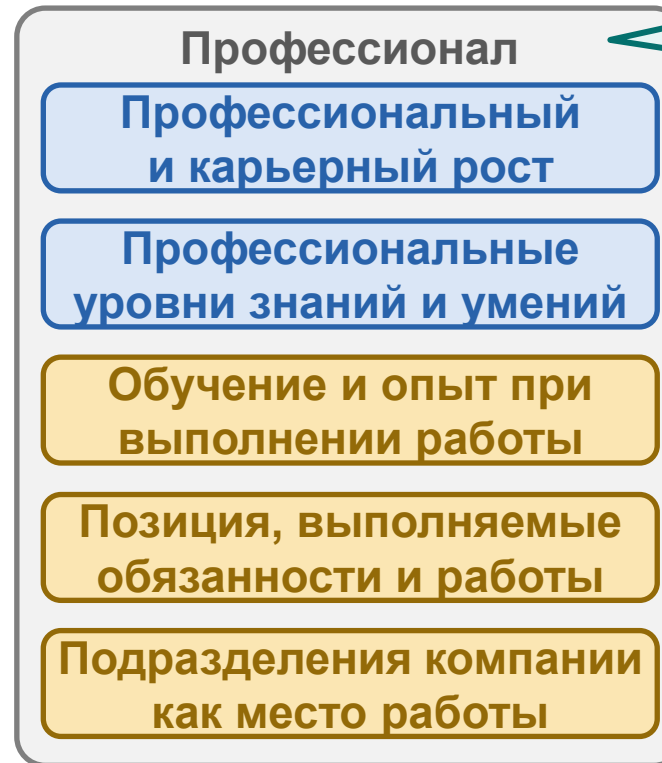 Профессионал
Профессиональный
и карьерный рост
Профессиональные
уровни знаний и умений
Обучение и опыт при
выполнении работы
Позиция, выполняемые
обязанности и работы
Подразделения компании
как место работы